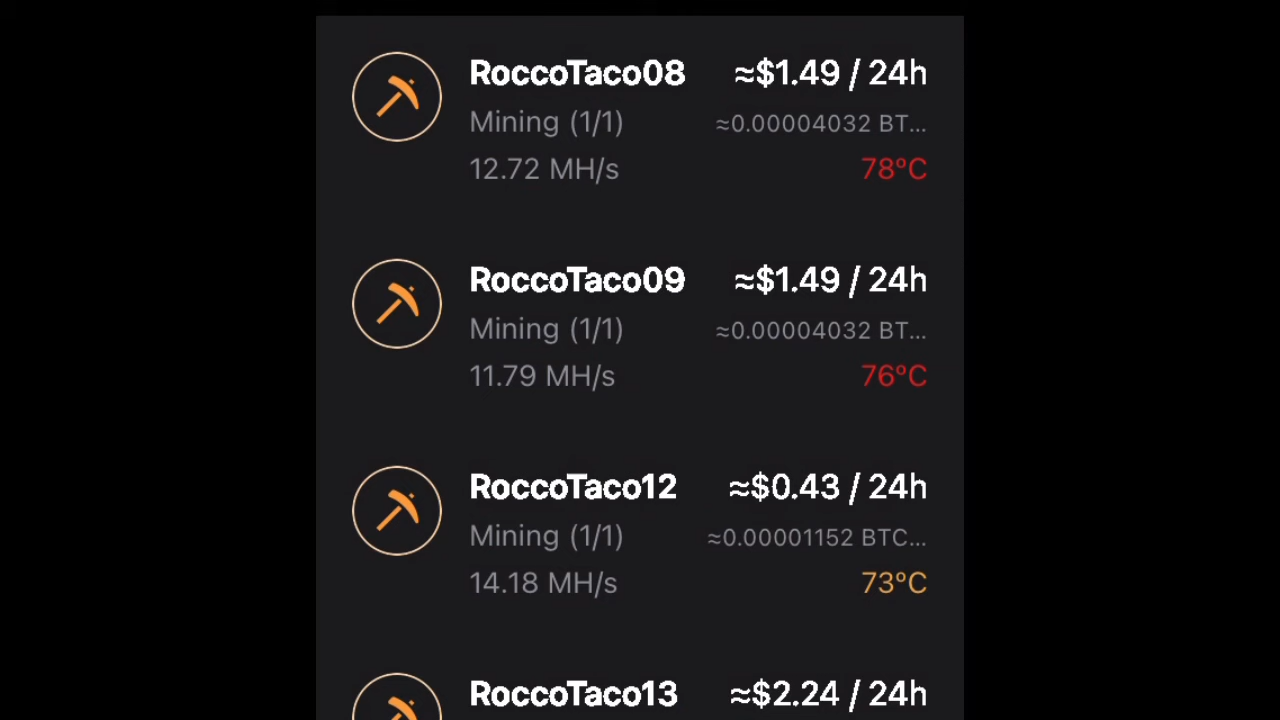 RoccoTaco08 ≈$1.49 / 24h
Mining (1/1) ≈0.00004032 BT...
12.72 MH/s 78°C
RoccoTaco09 ≈$1.49 / 24h
Mining (1/1) ≈0.00004032 BT...
11.79 MH/s 76°C
RoccoTaco12 ≈$0.43 / 24h
Mining (1/1) ≈0.00001152 BTC...
14.18 MH/s 73°C
RoccoTaco13 ≈$2.24 / 24h